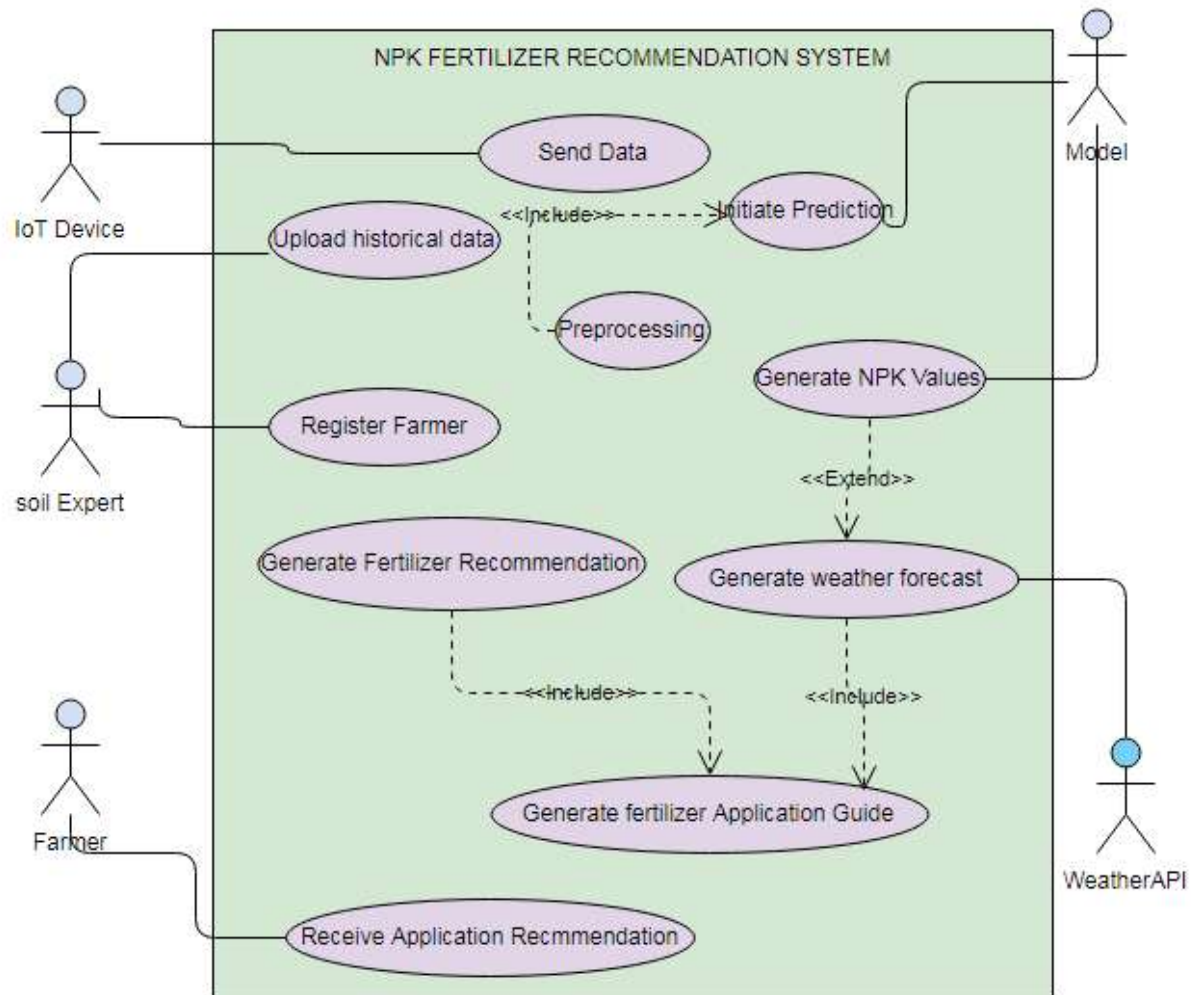 NPK FERTILIZER RECOMMENDATION SYSTEM
Send Data
Model
<<Include>>
Initiate Prediction
IoT Device
Upload historical data
Preprocessing
Generate NPK Values
Register Farmer
<<Extend>>
soil Expert
Generate Fertilizer Recommendation
Generate weather forecast
<<Include>>
<<Include>>
Generate fertilizer Application Guide
Farmer
WeatherAPI
Receive Application Recmmendation